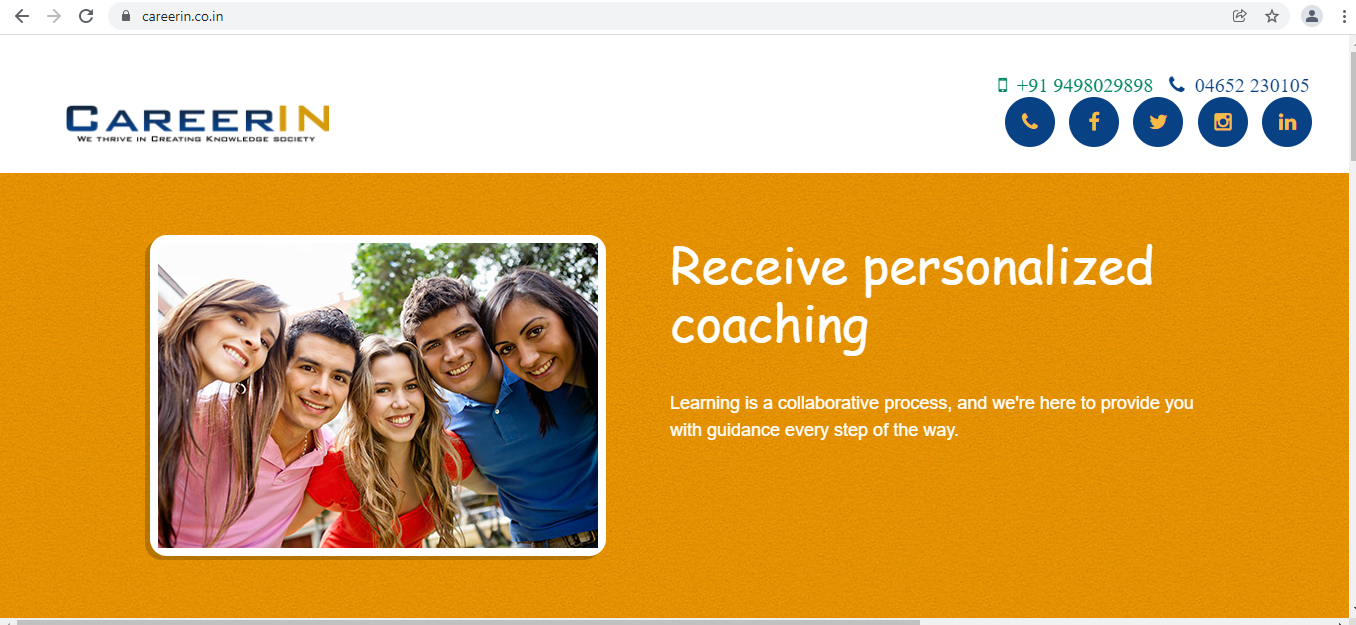 careerin.co.in
+91 9498029898 04652 230105
CAREERIN
WE THRIVE IN CREATING KNOWLEDGE SOCIETY
Receive personalized
coaching
Learning is a collaborative process, and we're here to provide you
with guidance every step of the way.